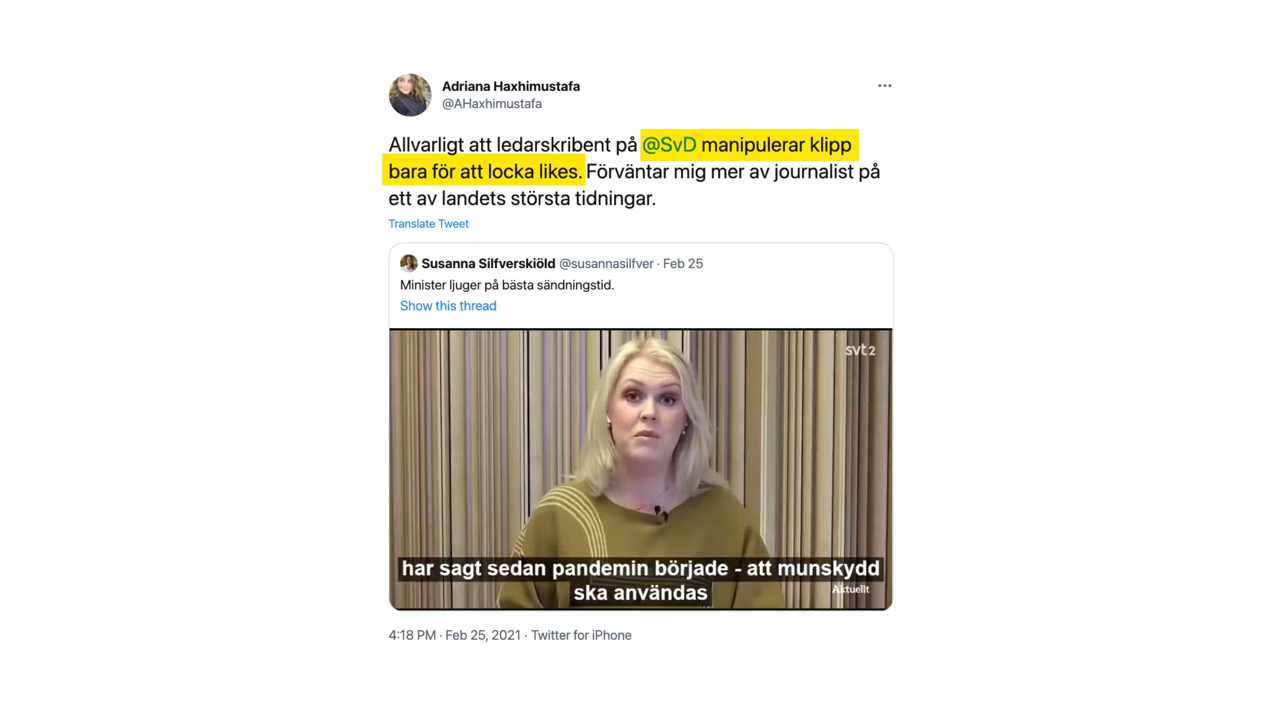 Adriana Haxhimustafa
@AHaxhimustafa
Allvarligt att ledarskribent på @SvD manipulerar klipp
bara för att locka likes. Förväntar mig mer av journalist på
ett av landets största tidningar.
Translate Tweet
Susanna Silfverskiöld @susannasilfver · Feb 25
Minister ljuger på bästa sändningstid.
Show this thread
svt2
har sagt sedan pandemin började - att munskydd
ska användas
Aktuellt
4:18 PM · Feb 25, 2021 · Twitter for iPhone